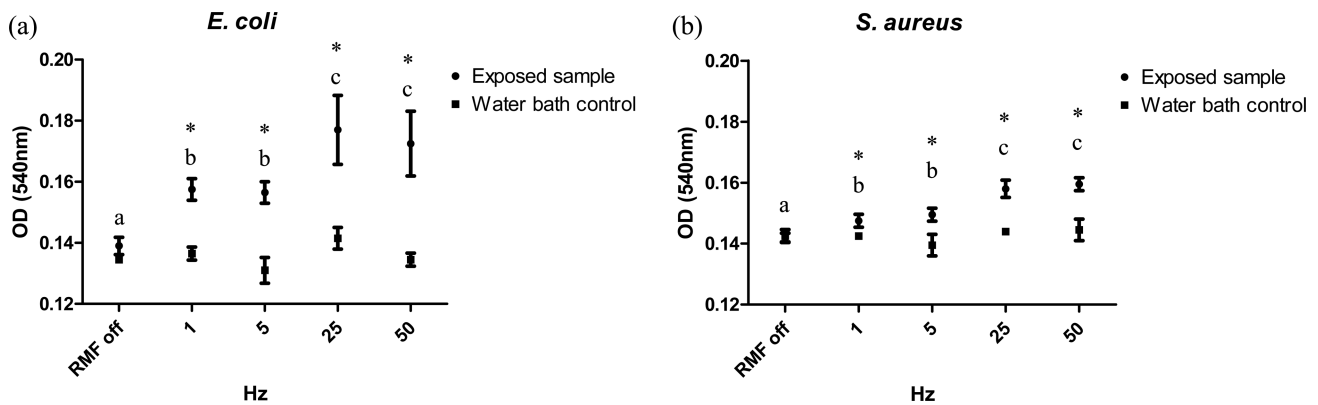 (a)
E. coli
OD (540nm)
0.20
0.18
0.16
0.14
0.12
a
*
b
*
b
*
c
*
c
Exposed sample
Water bath control
RMF off
1
5
25
50
Hz
(b)
S. aureus
OD (540nm)
0.20
0.18
0.16
0.14
0.12
a
*
b
*
b
*
c
*
c
Exposed sample
Water bath control
RMF off
1
5
25
50
Hz